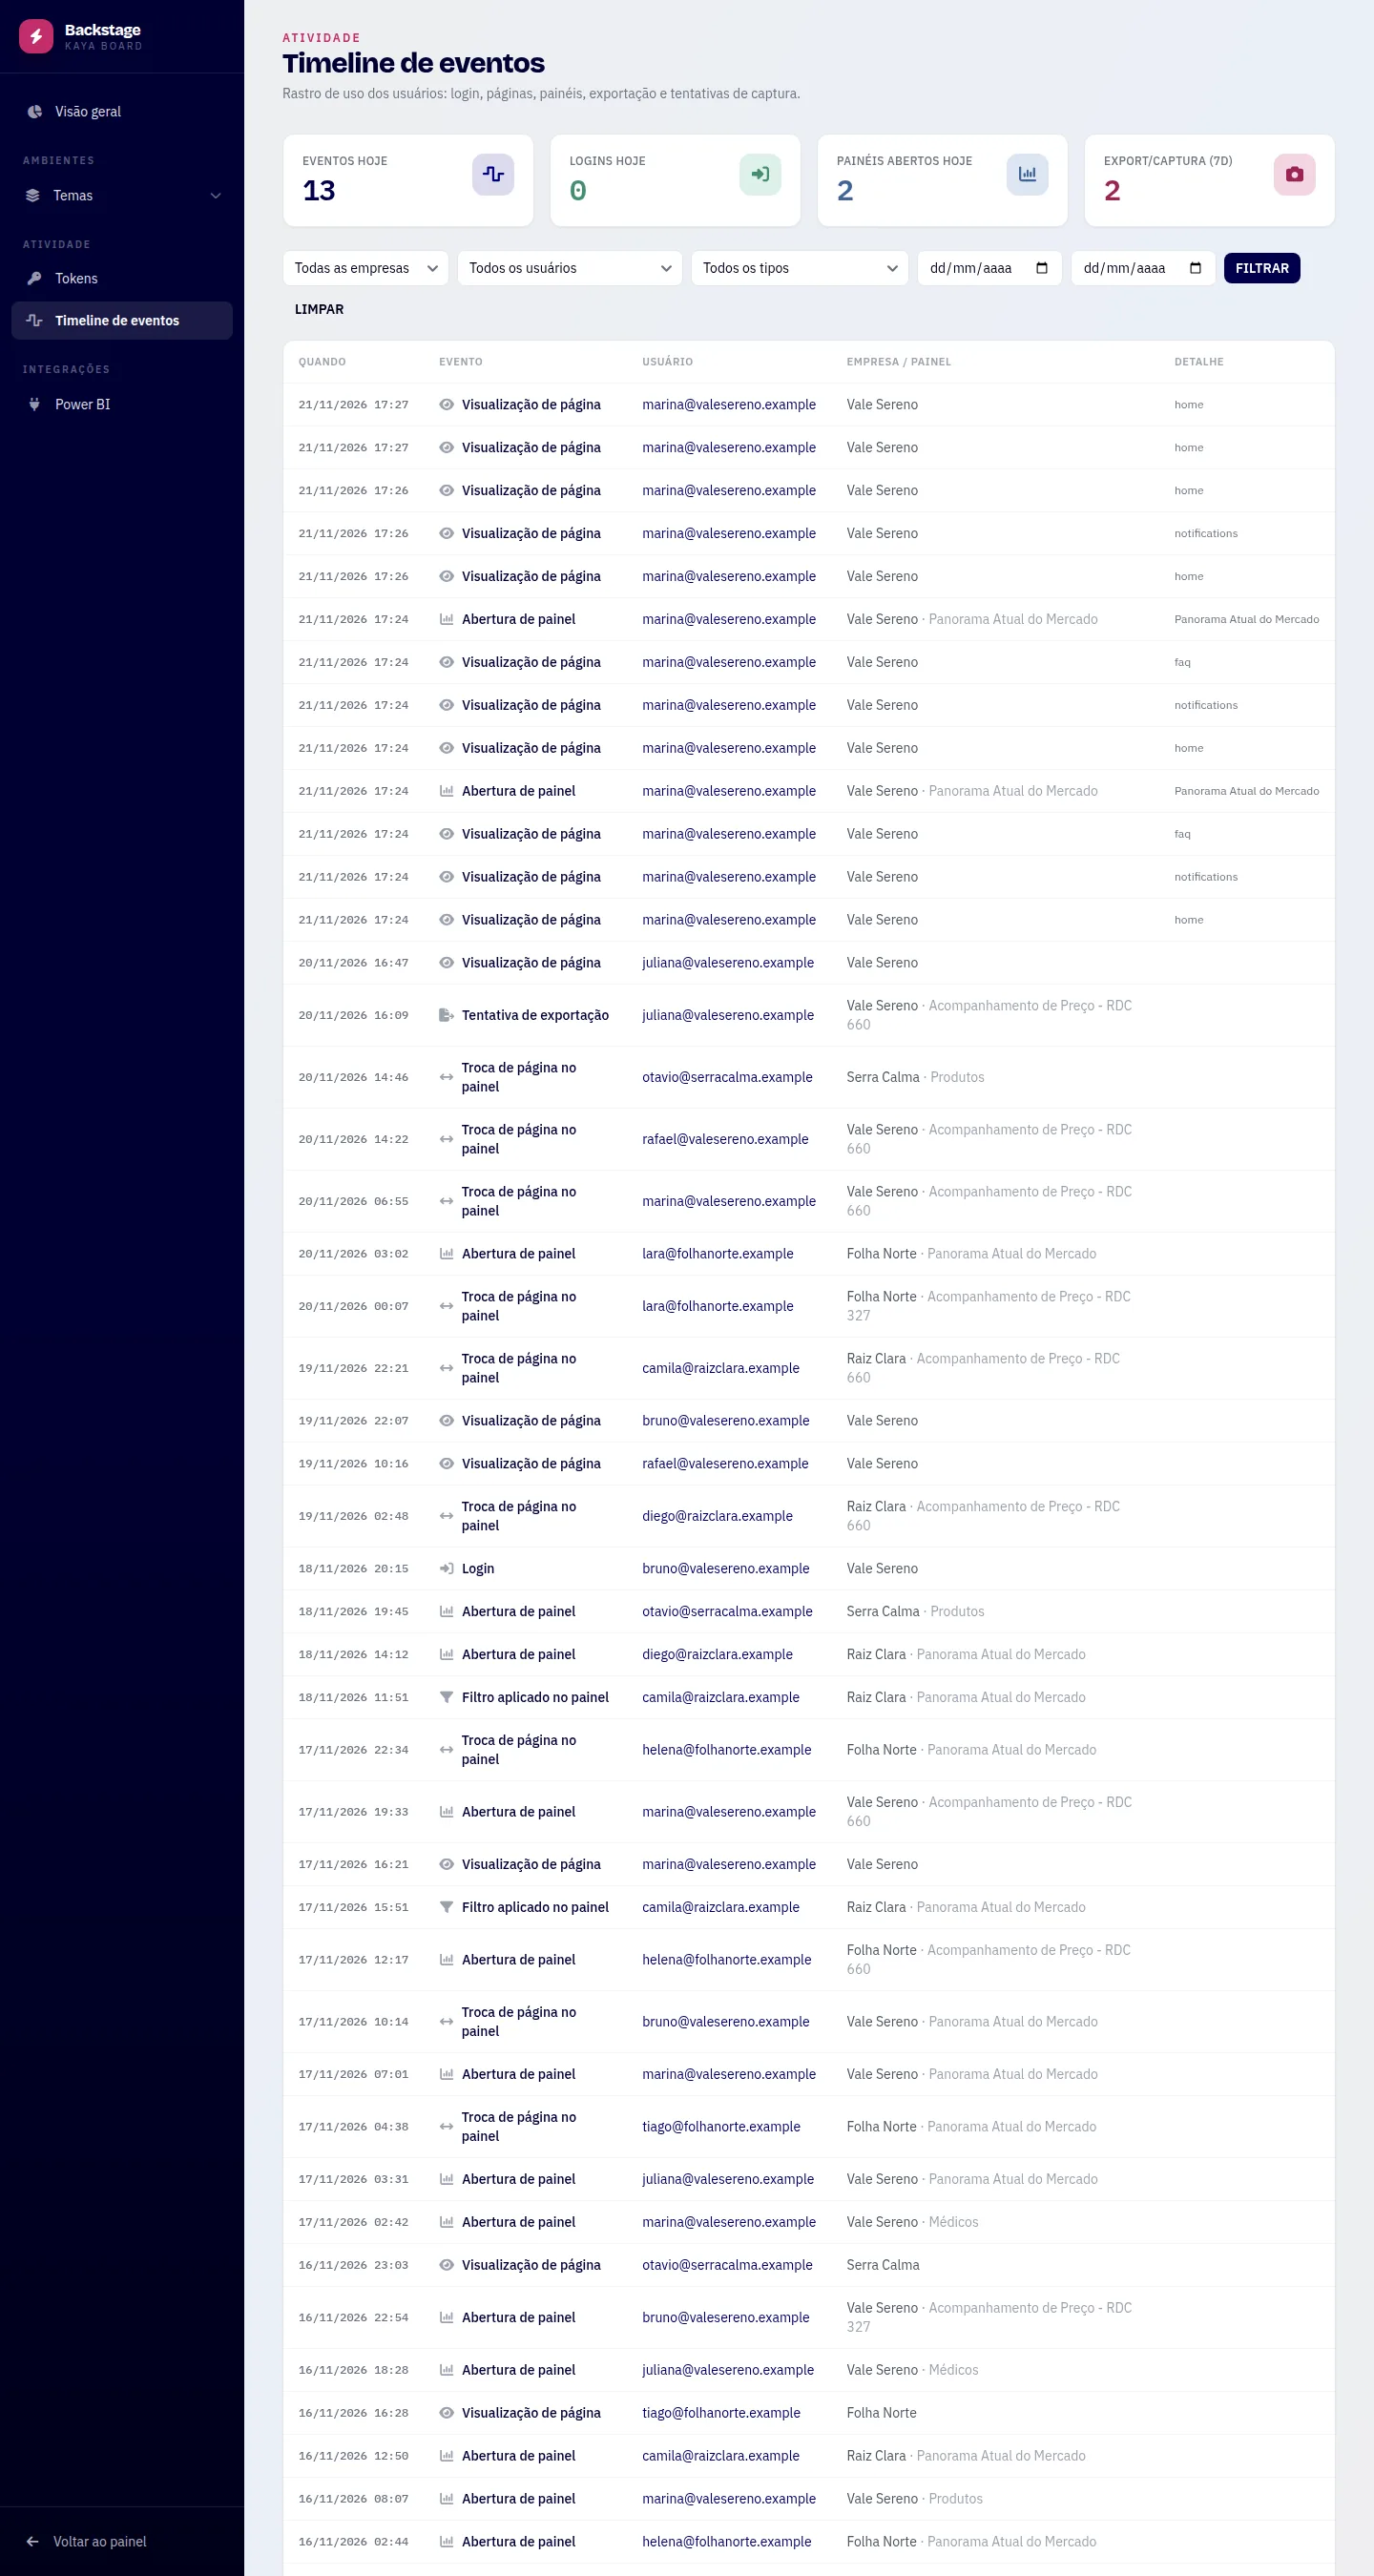 Backstage
KAYA BOARD
Visão geral
AMBIENTES
Temas
ATIVIDADE
Tokens
Timeline de eventos
INTEGRAÇÕES
Power BI
Voltar ao painel
ATIVIDADE
Timeline de eventos
Rastro de uso dos usuários: login, páginas, painéis, exportação e tentativas de captura.
EVENTOS HOJE
13
LOGINS HOJE
0
PAINÉIS ABERTOS HOJE
2
EXPORT/CAPTURA (7D)
2
Todas as empresas Todos os usuários Todos os tipos dd/mm/aaaa dd/mm/aaaa FILTRAR
LIMPAR
QUANDO EVENTO USUÁRIO EMPRESA / PAINEL DETALHE
21/11/2026 17:27 Visualização de página marina@valesereno.example Vale Sereno home
21/11/2026 17:27 Visualização de página marina@valesereno.example Vale Sereno home
21/11/2026 17:26 Visualização de página marina@valesereno.example Vale Sereno home
21/11/2026 17:26 Visualização de página marina@valesereno.example Vale Sereno notifications
21/11/2026 17:26 Visualização de página marina@valesereno.example Vale Sereno home
21/11/2026 17:24 Abertura de painel marina@valesereno.example Vale Sereno · Panorama Atual do Mercado Panorama Atual do Mercado
21/11/2026 17:24 Visualização de página marina@valesereno.example Vale Sereno faq
21/11/2026 17:24 Visualização de página marina@valesereno.example Vale Sereno notifications
21/11/2026 17:24 Visualização de página marina@valesereno.example Vale Sereno home
21/11/2026 17:24 Abertura de painel marina@valesereno.example Vale Sereno · Panorama Atual do Mercado Panorama Atual do Mercado
21/11/2026 17:24 Visualização de página marina@valesereno.example Vale Sereno faq
21/11/2026 17:24 Visualização de página marina@valesereno.example Vale Sereno notifications
21/11/2026 17:24 Visualização de página marina@valesereno.example Vale Sereno home
20/11/2026 16:47 Visualização de página juliana@valesereno.example Vale Sereno
20/11/2026 16:09 Tentativa de exportação juliana@valesereno.example Vale Sereno · Acompanhamento de Preço - RDC
660
20/11/2026 14:46 Troca de página no
painel otavio@serracalma.example Serra Calma · Produtos
20/11/2026 14:22 Troca de página no
painel rafael@valesereno.example Vale Sereno · Acompanhamento de Preço - RDC
660
20/11/2026 06:55 Troca de página no
painel marina@valesereno.example Vale Sereno · Acompanhamento de Preço - RDC
660
20/11/2026 03:02 Abertura de painel lara@folhanorte.example Folha Norte · Panorama Atual do Mercado
20/11/2026 00:07 Troca de página no
painel lara@folhanorte.example Folha Norte · Acompanhamento de Preço - RDC
327
19/11/2026 22:21 Troca de página no
painel camila@raizclara.example Raiz Clara · Acompanhamento de Preço - RDC
660
19/11/2026 22:07 Visualização de página bruno@valesereno.example Vale Sereno
19/11/2026 10:16 Visualização de página rafael@valesereno.example Vale Sereno
19/11/2026 02:48 Troca de página no
painel diego@raizclara.example Raiz Clara · Acompanhamento de Preço - RDC
660
18/11/2026 20:15 Login bruno@valesereno.example Vale Sereno
18/11/2026 19:45 Abertura de painel otavio@serracalma.example Serra Calma · Produtos
18/11/2026 14:12 Abertura de painel diego@raizclara.example Raiz Clara · Panorama Atual do Mercado
18/11/2026 11:51 Filtro aplicado no painel camila@raizclara.example Raiz Clara · Panorama Atual do Mercado
17/11/2026 22:34 Troca de página no
painel helena@folhanorte.example Folha Norte · Panorama Atual do Mercado
17/11/2026 19:33 Abertura de painel marina@valesereno.example Vale Sereno · Acompanhamento de Preço - RDC
660
17/11/2026 16:21 Visualização de página marina@valesereno.example Vale Sereno
17/11/2026 15:51 Filtro aplicado no painel camila@raizclara.example Raiz Clara · Panorama Atual do Mercado
17/11/2026 12:17 Abertura de painel helena@folhanorte.example Folha Norte · Acompanhamento de Preço - RDC
660
17/11/2026 10:14 Troca de página no
painel bruno@valesereno.example Vale Sereno · Panorama Atual do Mercado
17/11/2026 07:01 Abertura de painel marina@valesereno.example Vale Sereno · Panorama Atual do Mercado
17/11/2026 04:38 Troca de página no
painel tiago@folhanorte.example Folha Norte · Panorama Atual do Mercado
17/11/2026 03:31 Abertura de painel juliana@valesereno.example Vale Sereno · Panorama Atual do Mercado
17/11/2026 02:42 Abertura de painel marina@valesereno.example Vale Sereno · Médicos
16/11/2026 23:03 Visualização de página otavio@serracalma.example Serra Calma
16/11/2026 22:54 Abertura de painel bruno@valesereno.example Vale Sereno · Acompanhamento de Preço - RDC
327
16/11/2026 18:28 Abertura de painel juliana@valesereno.example Vale Sereno · Médicos
16/11/2026 16:28 Visualização de página tiago@folhanorte.example Folha Norte
16/11/2026 12:50 Abertura de painel camila@raizclara.example Raiz Clara · Panorama Atual do Mercado
16/11/2026 08:07 Abertura de painel marina@valesereno.example Vale Sereno · Produtos
16/11/2026 02:44 Abertura de painel helena@folhanorte.example Folha Norte · Panorama Atual do Mercado